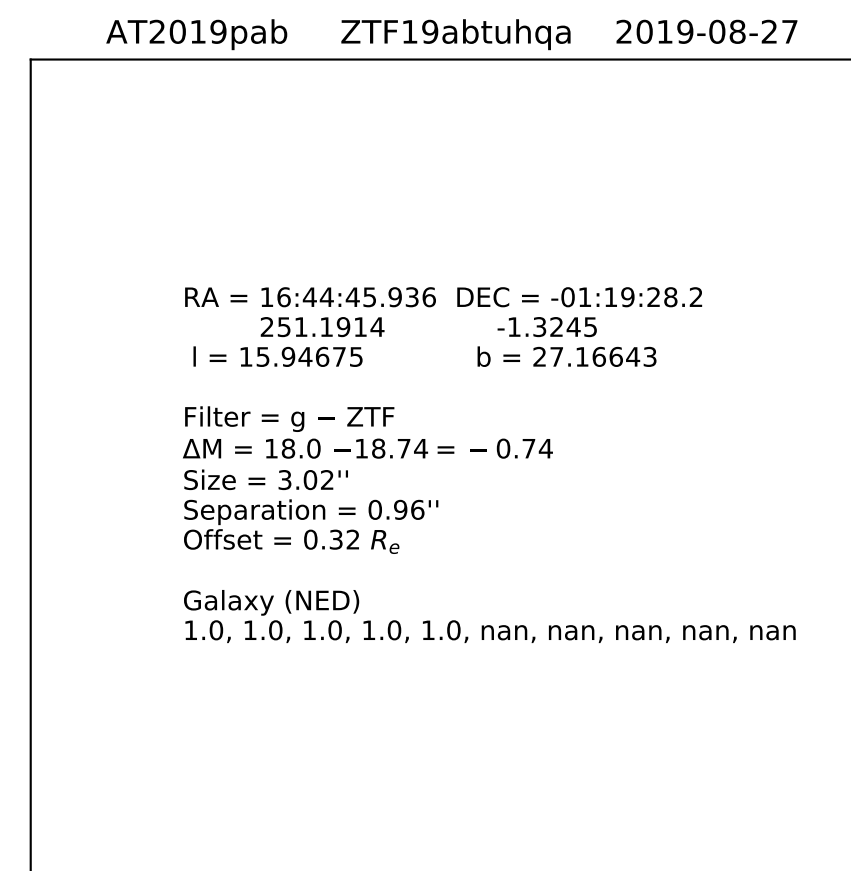 AT2019pab ZTF19abtuhqa 2019-08-27
RA = 16:44:45.936 DEC = -01:19:28.2
251.1914 -1.3245
l = 15.94675 b = 27.16643
Filter = g − ZTF
ΔM = 18.0 −18.74 = − 0.74
Size = 3.02''
Separation = 0.96''
Offset = 0.32 Re
Galaxy (NED)
1.0, 1.0, 1.0, 1.0, 1.0, nan, nan, nan, nan, nan